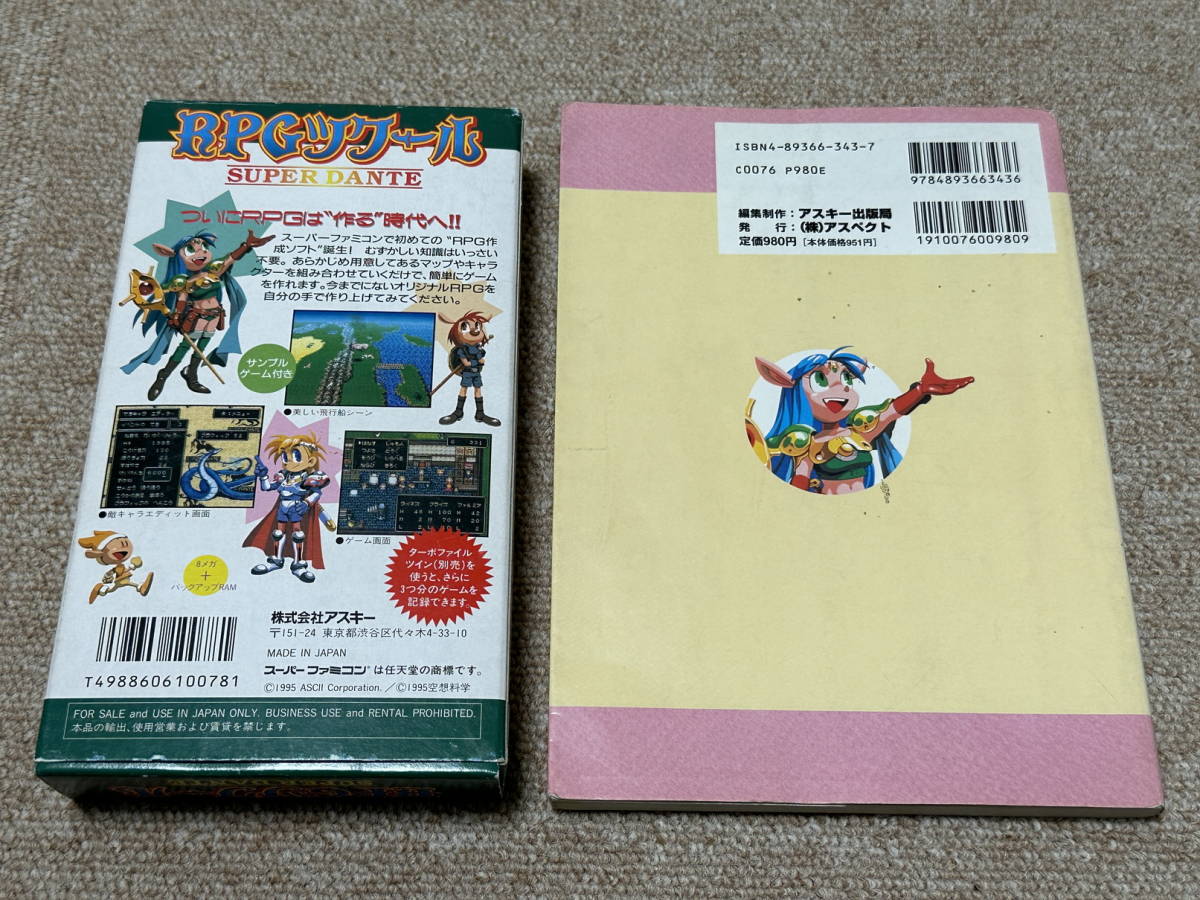 RPGツクール
SUPER DANTE
ついにRPGは"作る"時代へ!!
スーパーファミコンで初めての"RPG作
成ソフト"誕生! むずかしい知識はいっさい
不要。あらかじめ用意してあるマップやキャラ
クターを組み合わせていくだけで、簡単にゲーム
を作れます。今までにないオリジナルRPGを
自分の手で作り上げてみてください。
サンプル
ゲーム付き
●美しい飛行船シーン
●敵キャラエディット画面
●ゲーム画面
8メガ
+
バックアップRAM
ターボファイル
ツイン(別売)を
使うと、さらに
3つ分のゲームを
記録できます。
株式会社アスキー
〒151-24 東京都渋谷区代々木4-33-10
MADE IN JAPAN
スーパーファミコン®は任天堂の商標です。
©1995 ASCII Corporation./©1995空想科学
T4988606100781
FOR SALE and USE IN JAPAN ONLY. BUSINESS USE and RENTAL PROHIBITED.
本品の輸出、使用営業および賃貸を禁じます。
ISBN4-89366-343-7
C0076 P980E
9784893663436
編集制作:アスキー出版局
発 行:(株)アスペクト
定価980円[本体価格951円]
1910076009809